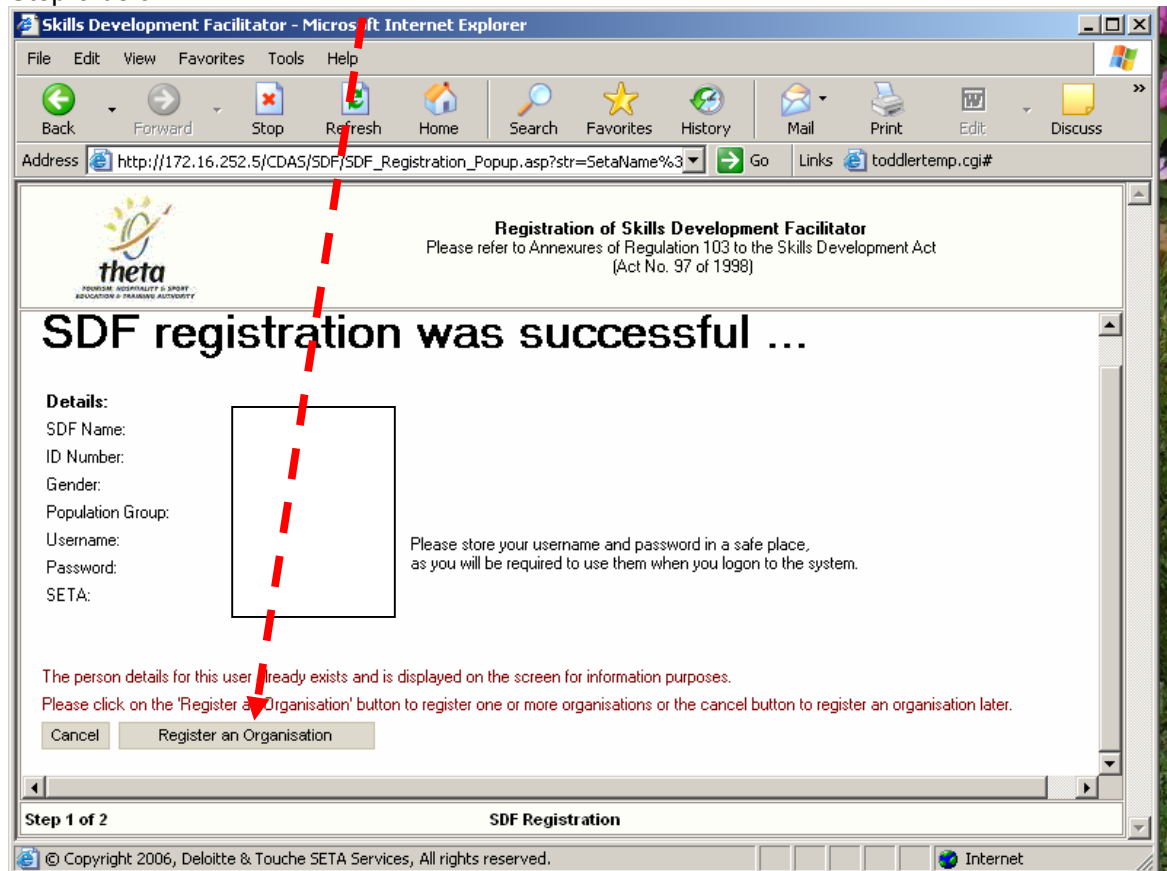 Skills Development Facilitator - Microsoft Internet Explorer
File Edit View Favorites Tools Help
Back Forward Stop Refresh Home Search Favorites History Mail Print Edit Discuss
Address http://172.16.252.5/CDAS/SDF/SDF_Registration_Popup.asp?str=SetaName%3 Go Links toddlertemp.cgi#
theta
TOURISM HOSPITALITY & SPORT
EDUCATION & TRAINING AUTHORITY
Registration of Skills Development Facilitator
Please refer to Annexures of Regulation 103 to the Skills Development Act
(Act No. 97 of 1998)
SDF registration was successful ...
Details:
SDF Name:
ID Number:
Gender:
Population Group:
Username:
Password:
SETA:
Please store your username and password in a safe place,
as you will be required to use them when you logon to the system.
The person details for this user already exists and is displayed on the screen for information purposes.
Please click on the 'Register an Organisation' button to register one or more organisations or the cancel button to register an organisation later.
Cancel Register an Organisation
Step 1 of 2 SDF Registration
© Copyright 2006, Deloitte & Touche SETA Services, All rights reserved. Internet